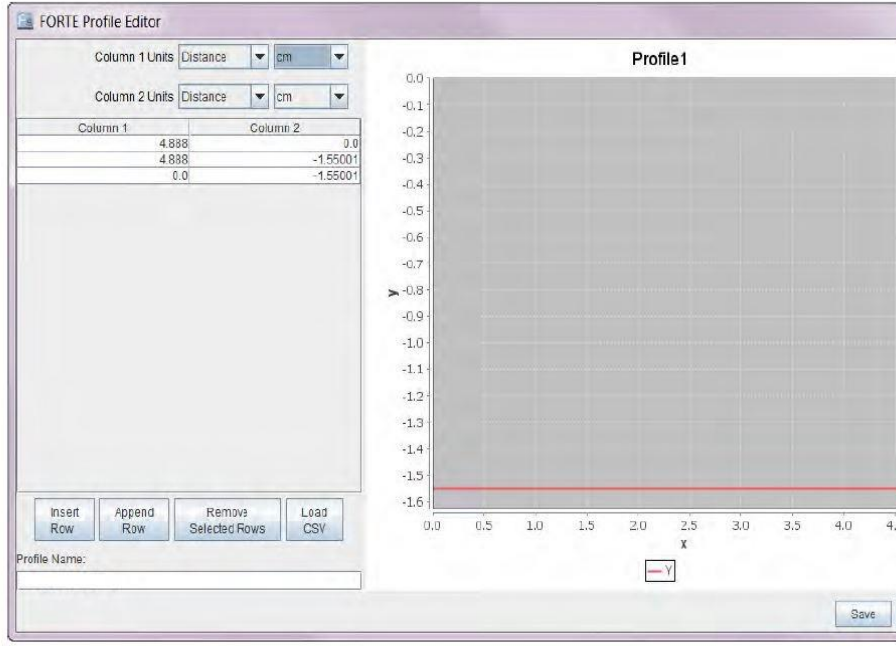 FORTE Profile Editor
Column 1 Units Distance cm
Column 2 Units Distance cm
Column 1 Column 2
4.888 0.0
4.888 -1.55001
0.0 -1.55001
Insert Row
Append Row
Remove Selected Rows
Load CSV
Profile Name:
Profile1
0.0
-0.1
-0.2
-0.3
-0.4
-0.5
-0.6
-0.7
-0.8
-0.9
-1.0
-1.1
-1.2
-1.3
-1.4
-1.5
-1.6
y
0.0 0.5 1.0 1.5 2.0 2.5 3.0 3.5 4.0 4.
x
Y
Save